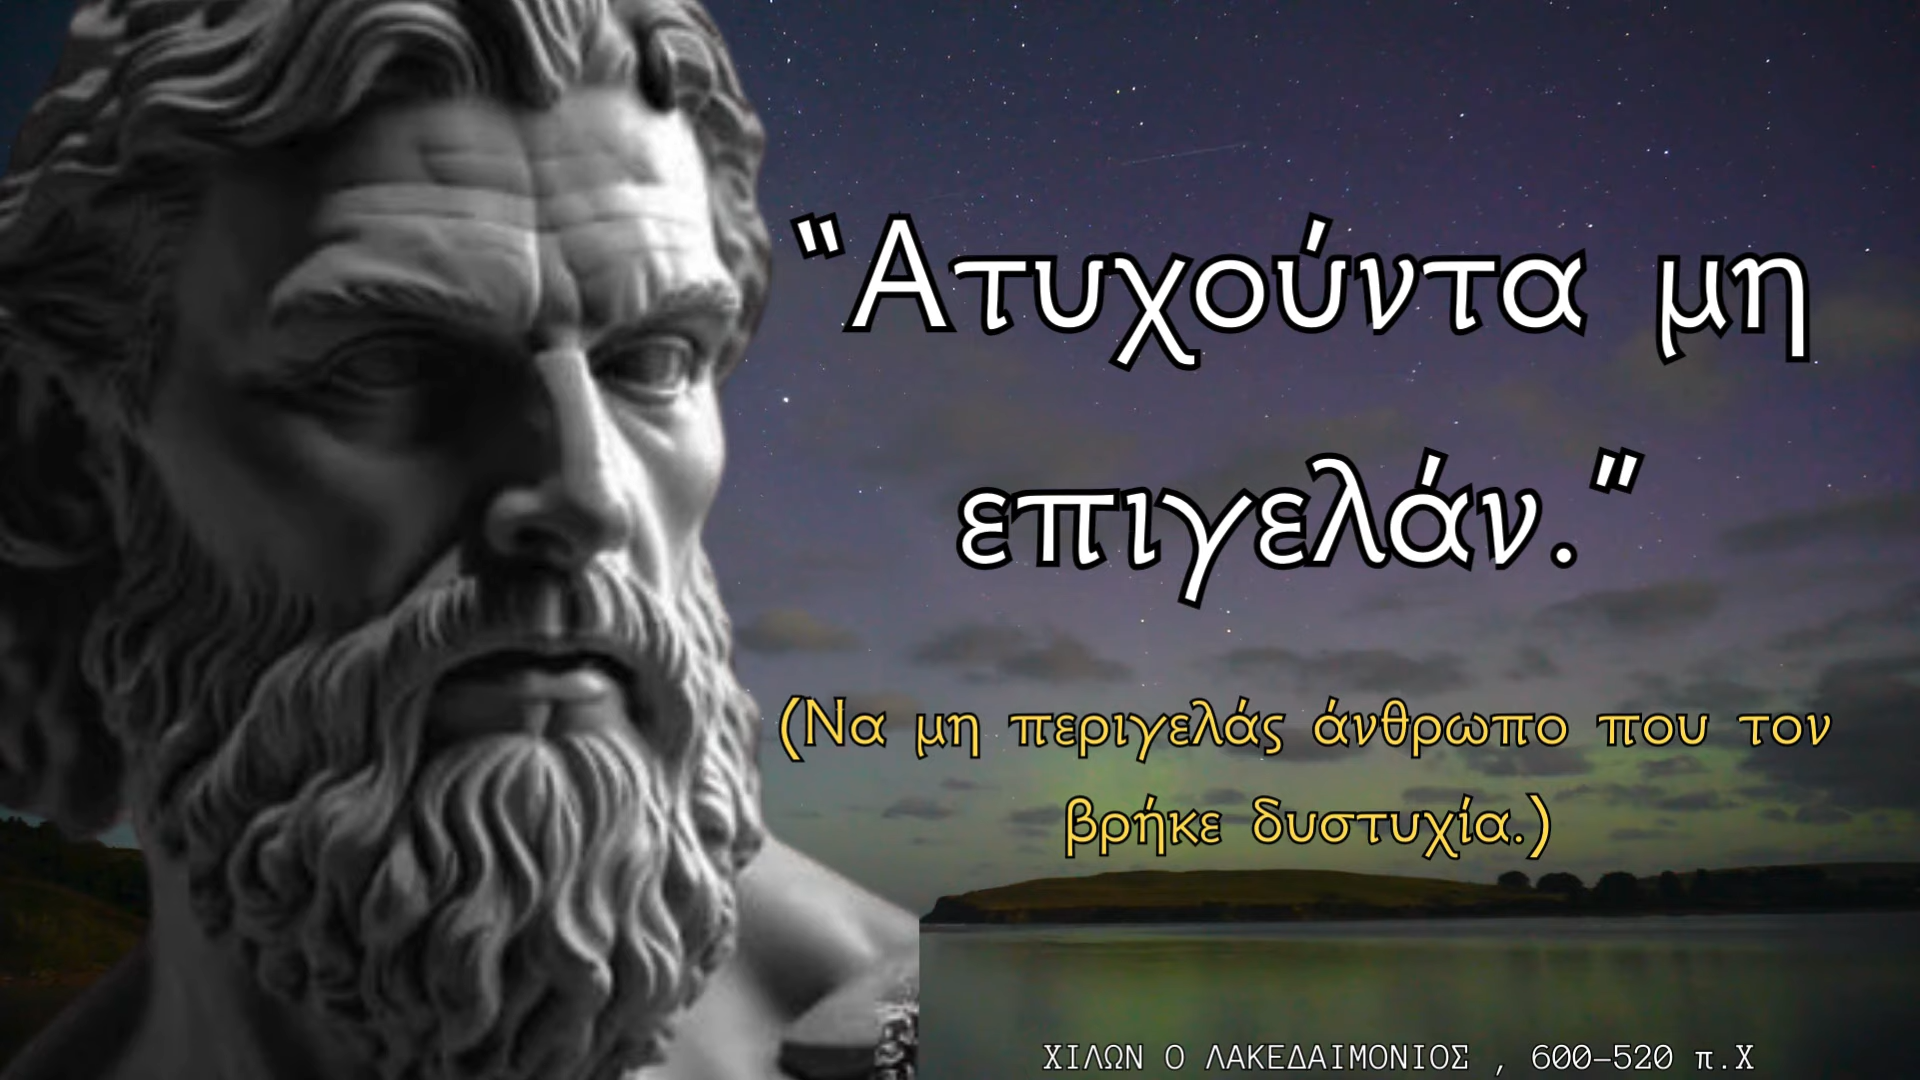 "Ατυχούντα μη
επιγελάν."
(Να μη περιγελάς άνθρωπο που τον
βρήκε δυστυχία.)
ΧΙΛΩΝ Ο ΛΑΚΕΔΑΙΜΟΝΙΟΣ , 600-520 π.Χ